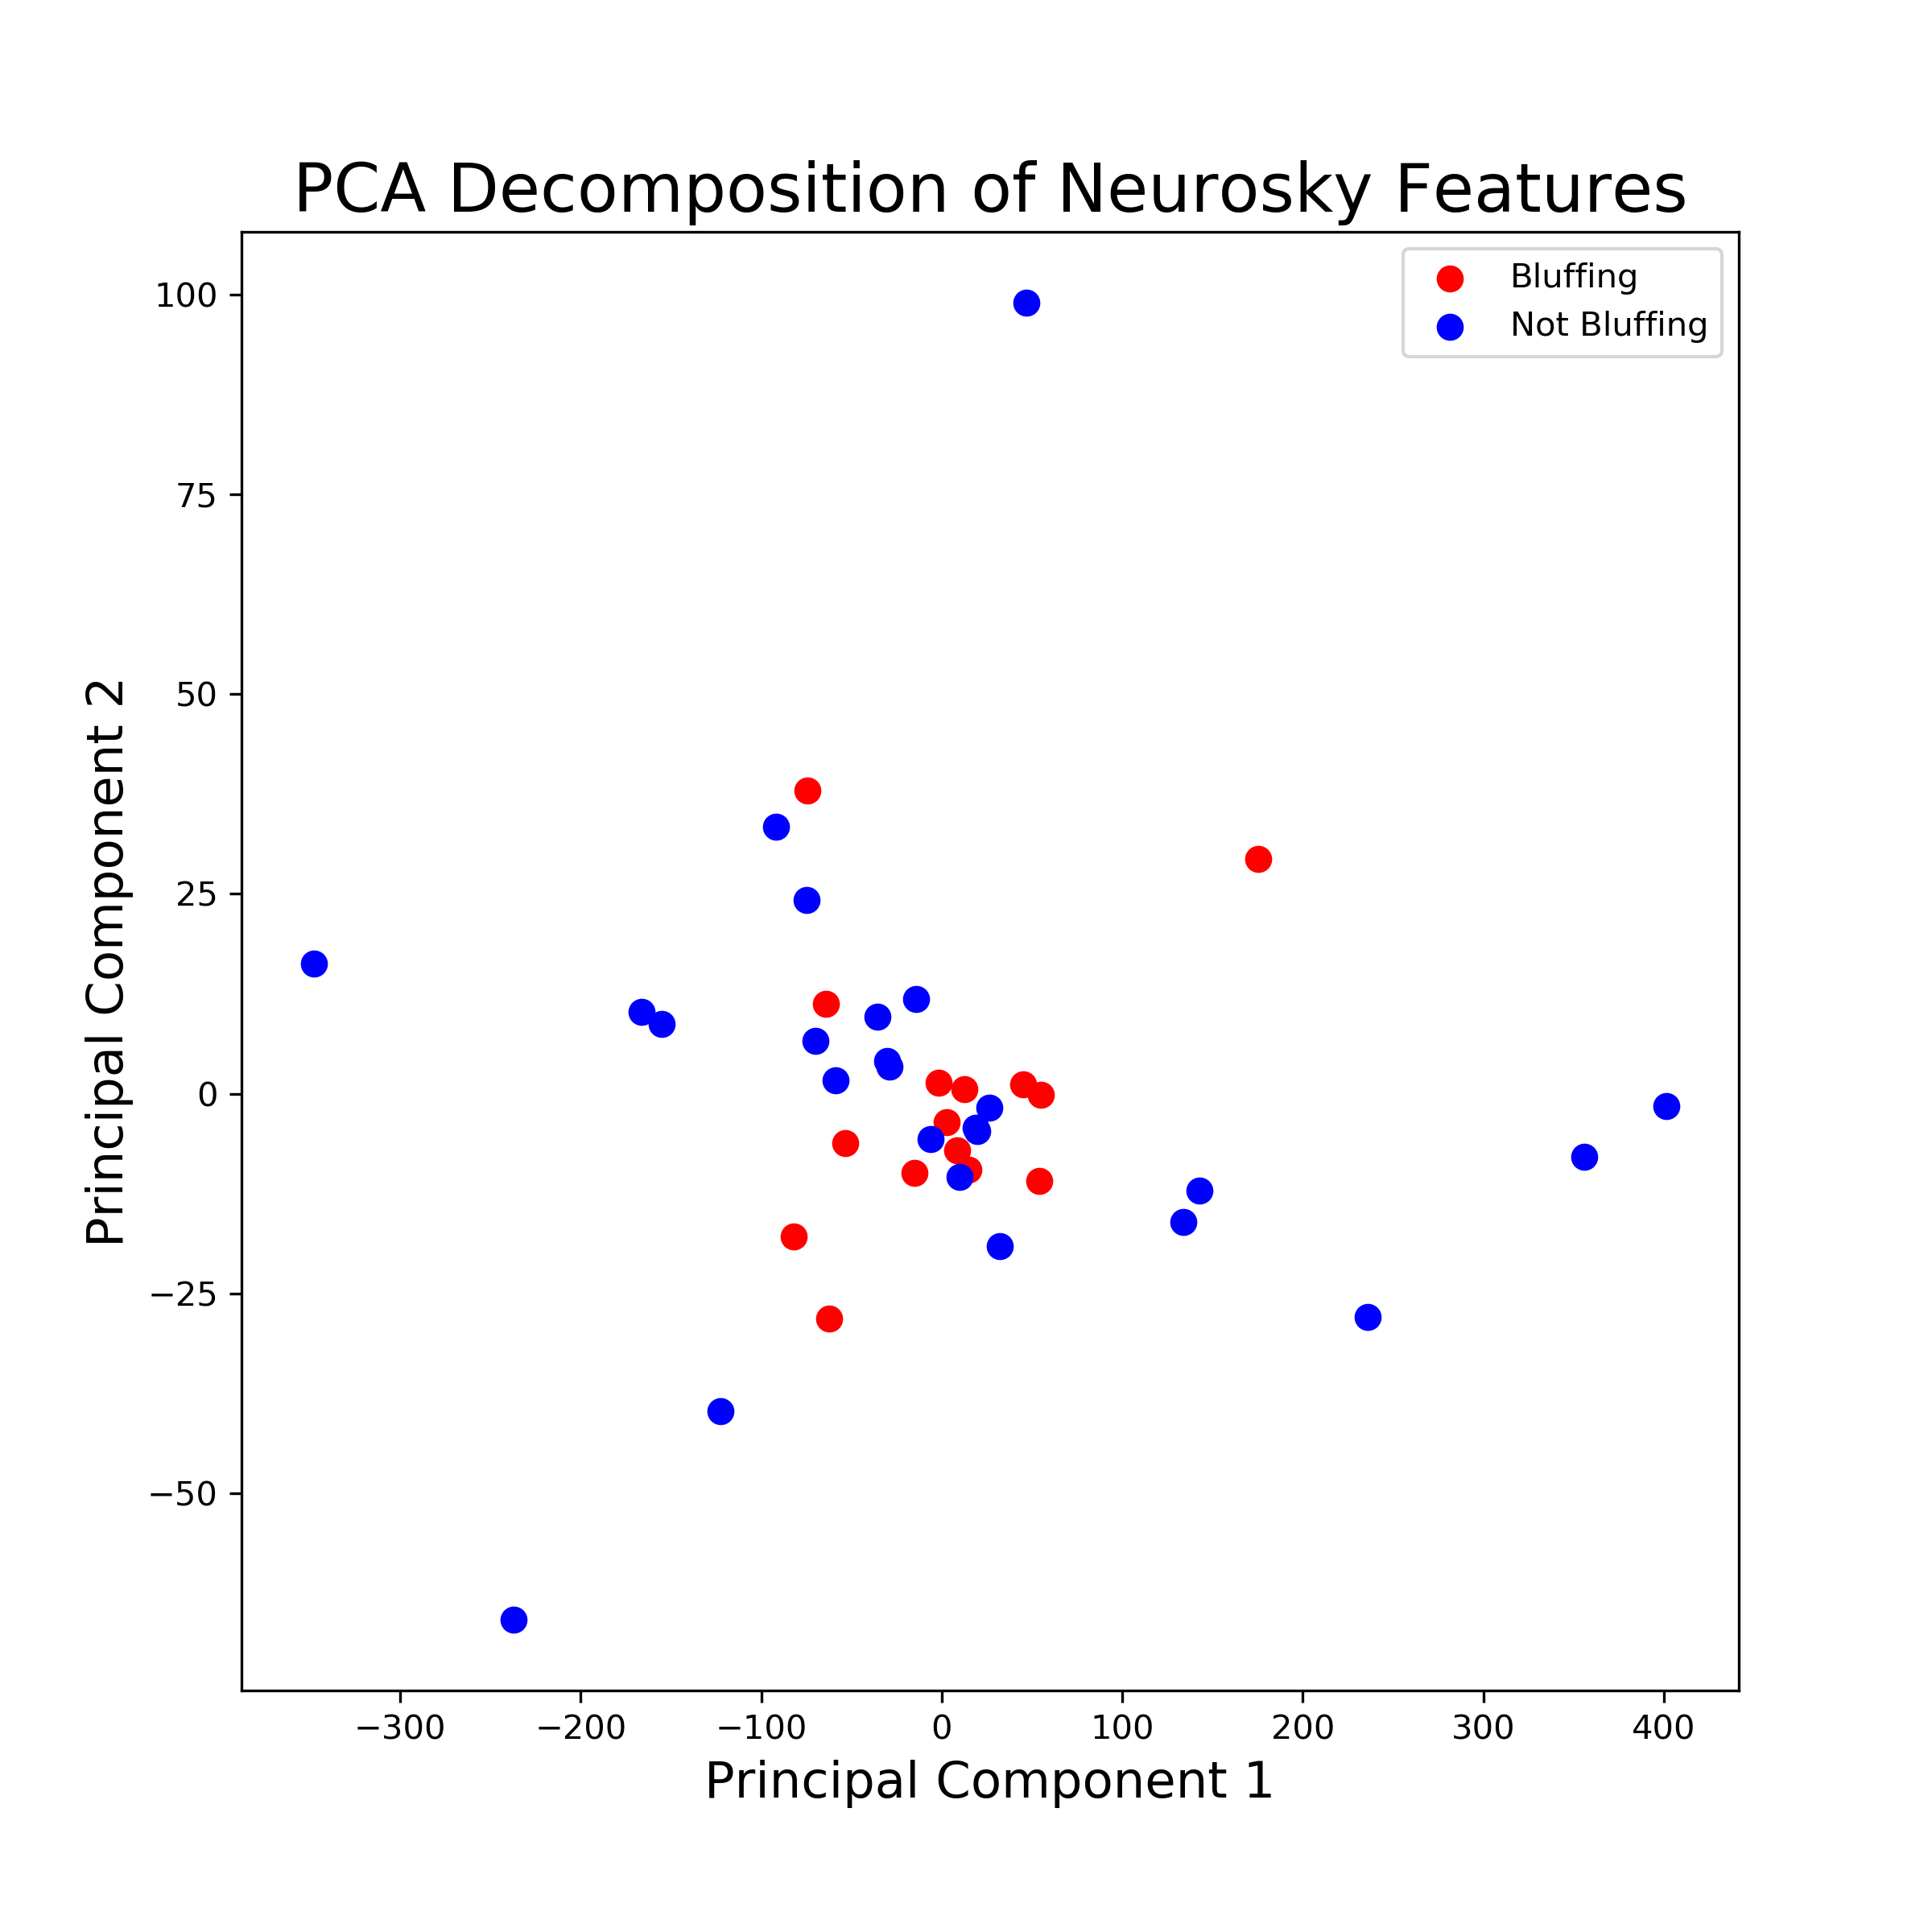 PCA Decomposition of Neurosky Features
Bluffing
Not Bluffing
100
75
50
25
0
−25
−50
Principal Component 2
−300 −200 −100 0 100 200 300 400
Principal Component 1